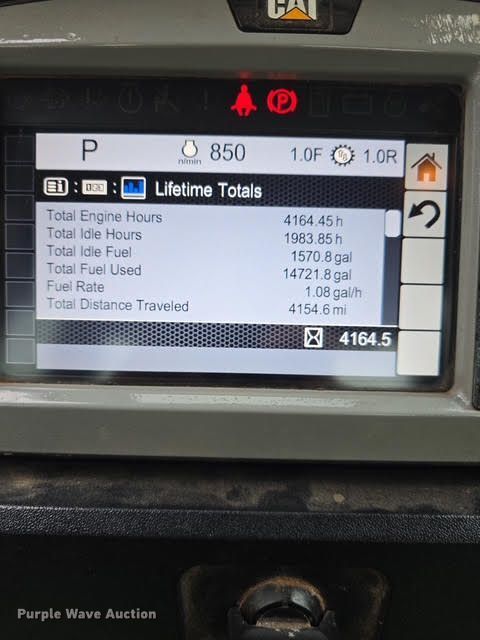 CAT
P n/min 850 1.0F 1.0R
Lifetime Totals
Total Engine Hours 4164.45 h
Total Idle Hours 1983.85 h
Total Idle Fuel 1570.8 gal
Total Fuel Used 14721.8 gal
Fuel Rate 1.08 gal/h
Total Distance Traveled 4154.6 mi
4164.5
Purple Wave Auction